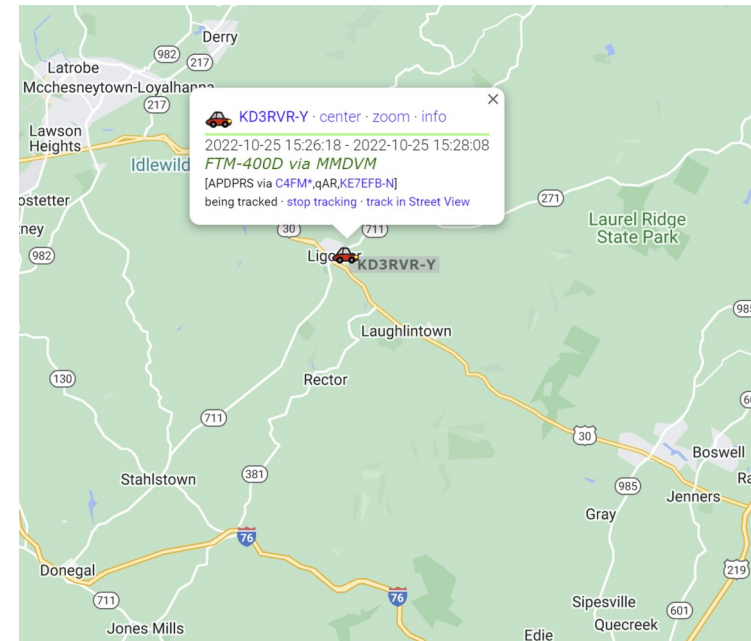 982
Derry
217
Latrobe
Mcchesneytown-Loyalhanna
217
Lawson
Heights
Idlewild
KD3RVR-Y · center · zoom · info
2022-10-25 15:26:18 - 2022-10-25 15:28:08
FTM-400D via MMDVM
[APDPRS via C4FM*,qAR,KE7EFB-N]
being tracked · stop tracking · track in Street View
ostetter
ney
982
271
Laurel Ridge
State Park
30
711
KD3RVR-Y
98
Laughlintown
130
Rector
711
30
Boswell
Stahlstown
381
985
Jenners
Gray
76
Donegal
219
76
711
Sipesville
601
Jones Mills
Quecreek
Edie